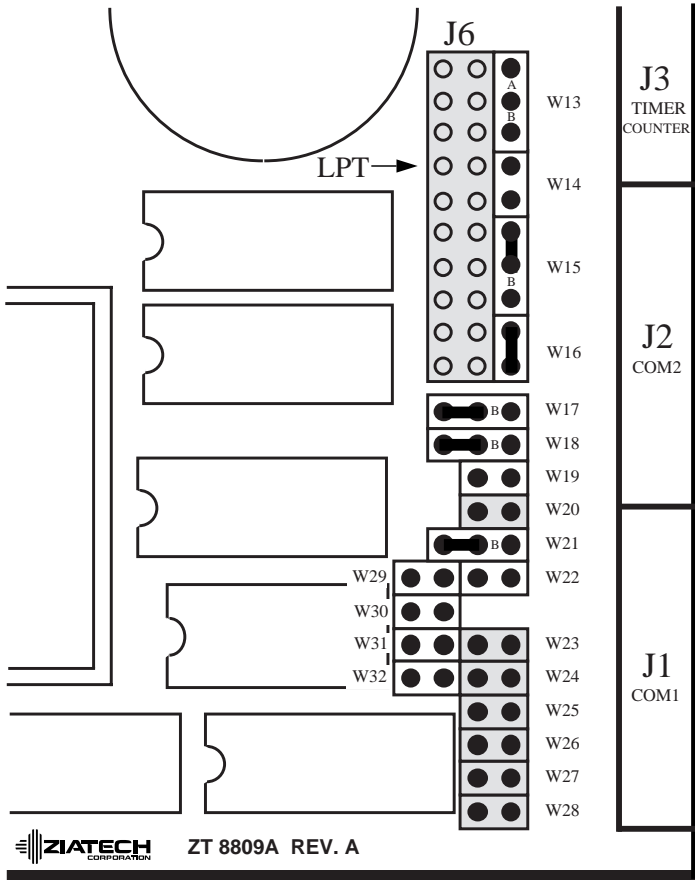 J6
J3
TIMER
COUNTER
A
B
W13
LPT
W14
W15
B
J2
COM2
W16
B
W17
B
W18
W19
W20
B
W21
W29
W22
W30
W31
W23
W32
W24
J1
COM1
W25
W26
W27
W28
ZIATECH
CORPORATION
ZT 8809A REV. A